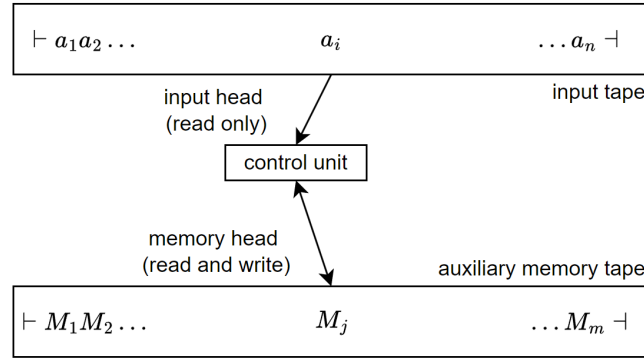 ⊢ a₁a₂ … aᵢ … aₙ ⊣
input tape
input head
(read only)
control unit
memory head
(read and write)
auxiliary memory tape
⊢ M₁M₂ … Mⱼ … Mₘ ⊣